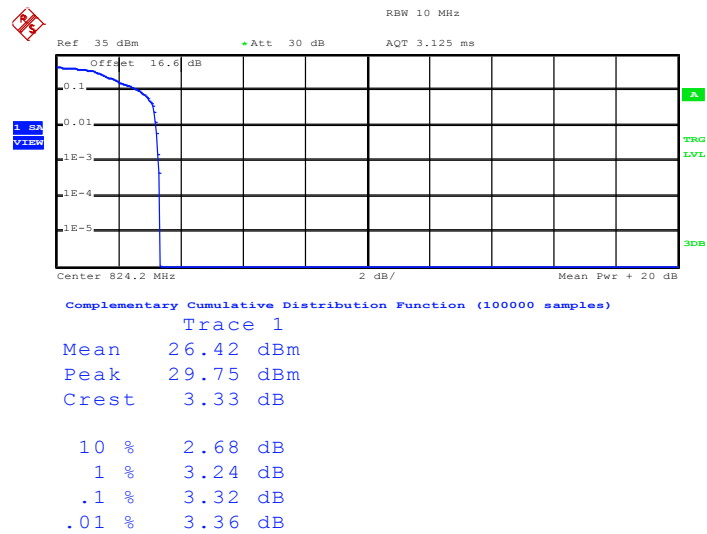 R S
RBW 10 MHz
Ref 35 dBm *Att 30 dB AQT 3.125 ms
Offset 16.6 dB
0.1
A
0.01
1 SA
VIEW
TRG
LVL
1E-3
1E-4
1E-5
3DB
Center 824.2 MHz 2 dB/ Mean Pwr + 20 dB
Complementary Cumulative Distribution Function (100000 samples)
Trace 1
Mean 26.42 dBm
Peak 29.75 dBm
Crest 3.33 dB
10 % 2.68 dB
1 % 3.24 dB
.1 % 3.32 dB
.01 % 3.36 dB